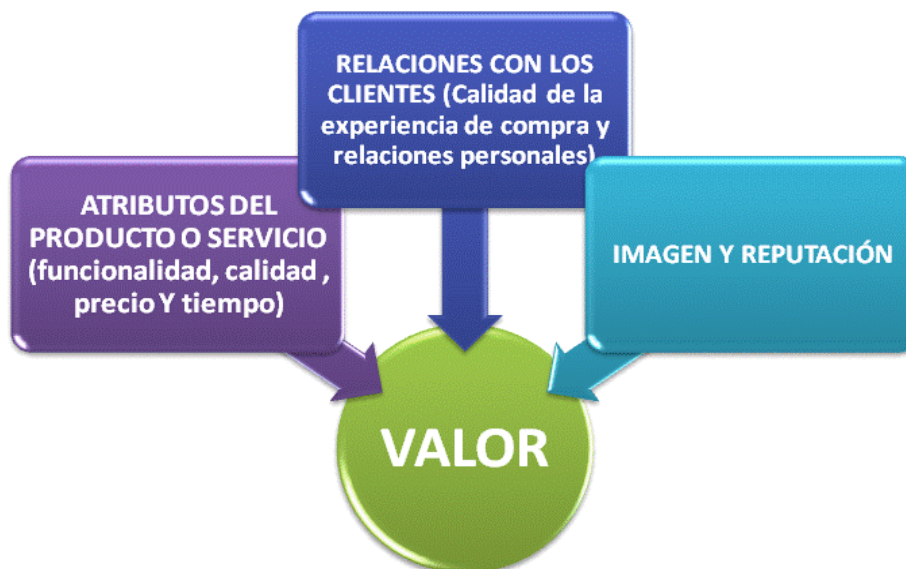 RELACIONES CON LOS
CLIENTES (Calidad de la
experiencia de compra y
relaciones personales)
ATRIBUTOS DEL
PRODUCTO O SERVICIO
(funcionalidad, calidad ,
precio Y tiempo)
IMAGEN Y REPUTACIÓN
VALOR